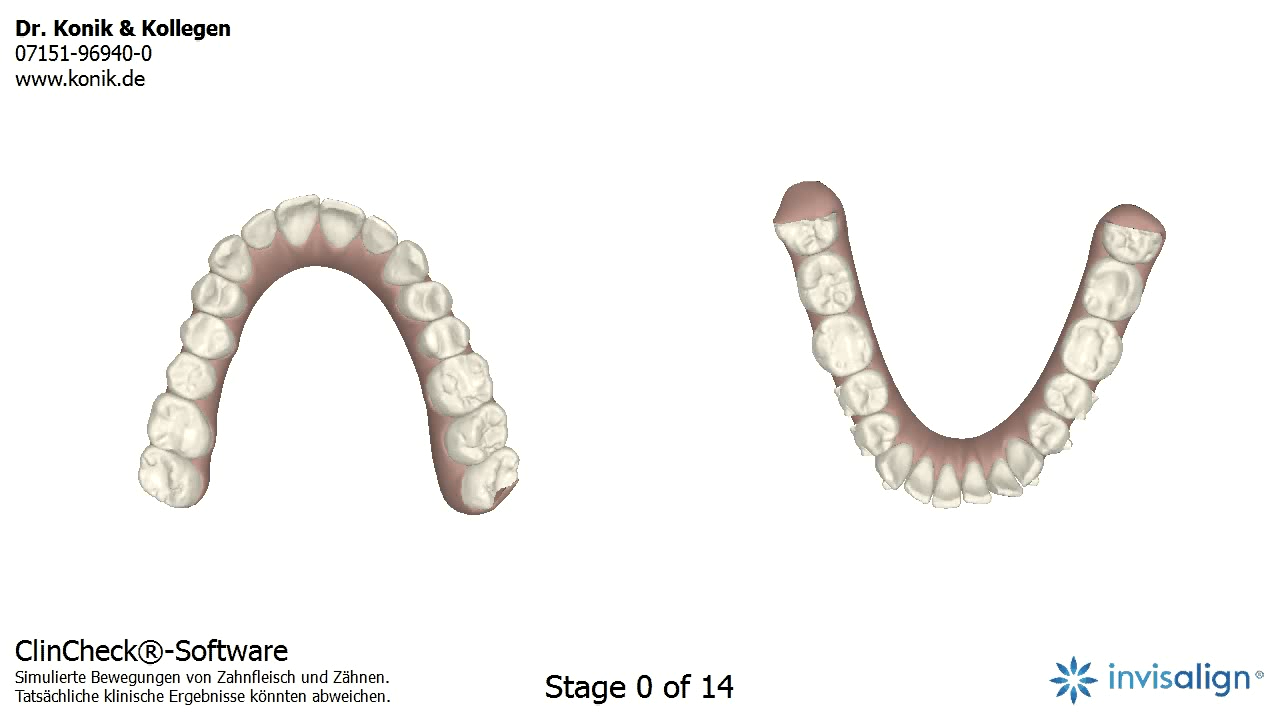 Dr. Konik & Kollegen
07151-96940-0
www.konik.de
ClinCheck®-Software
Simulierte Bewegungen von Zahnfleisch und Zähnen.
Tatsächliche klinische Ergebnisse könnten abweichen.
Stage 0 of 14
invisalign®